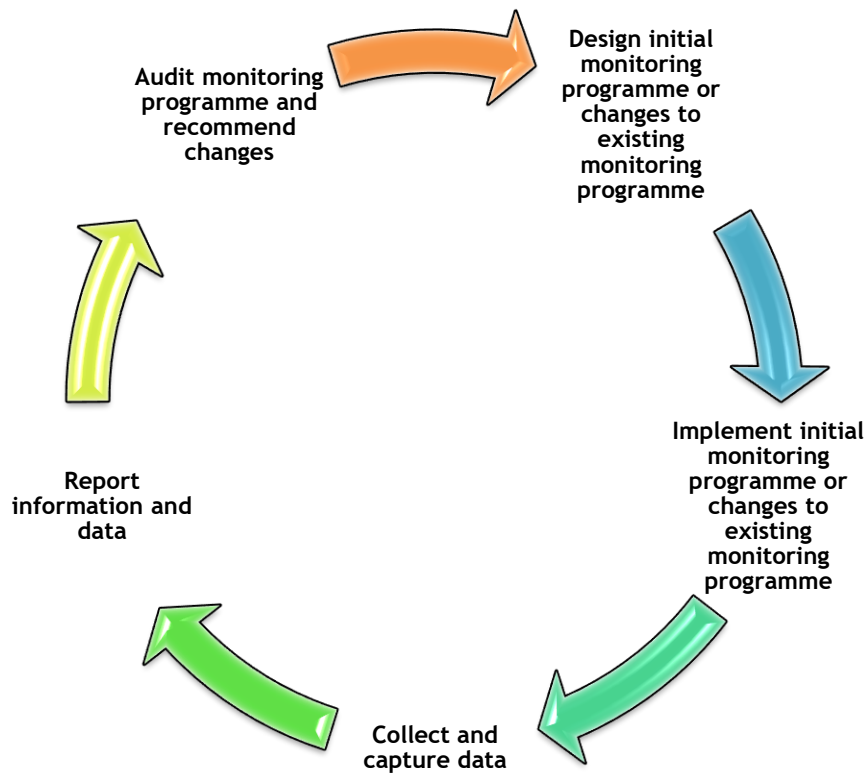 Audit monitoring
programme and
recommend
changes
Design initial
monitoring
programme or
changes to
existing
monitoring
programme
Implement initial
monitoring
programme or
changes to
existing
monitoring
programme
Collect and
capture data
Report
information and
data